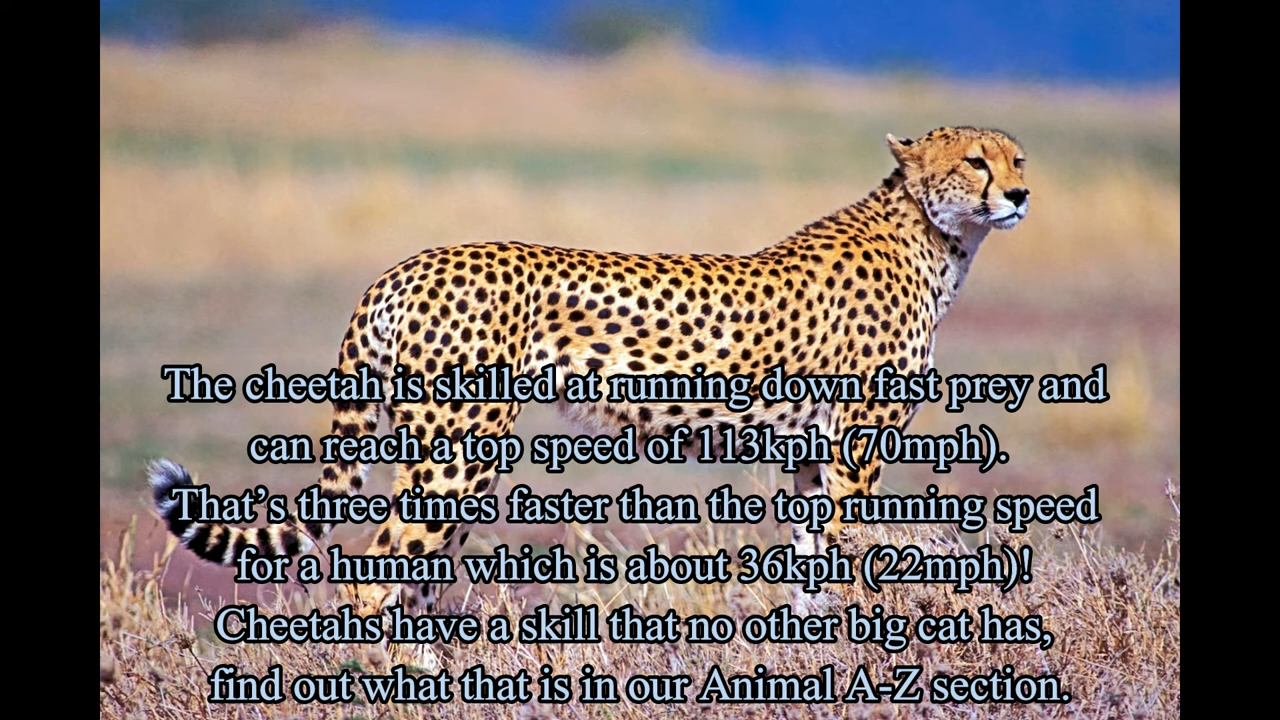 The cheetah is skilled at running down fast prey and
can reach a top speed of 113kph (70mph).
That’s three times faster than the top running speed
for a human which is about 36kph (22mph)!
Cheetahs have a skill that no other big cat has,
find out what that is in our Animal A-Z section.